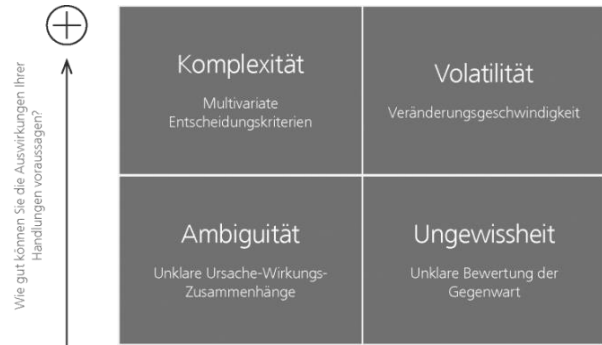 Wie gut können Sie die Auswirkungen Ihrer
Handlungen voraussagen?
Komplexität
Multivariate
Entscheidungskriterien
Volatilität
Veränderungsgeschwindigkeit
Ambiguität
Unklare Ursache-Wirkungs-
Zusammenhänge
Ungewissheit
Unklare Bewertung der
Gegenwart